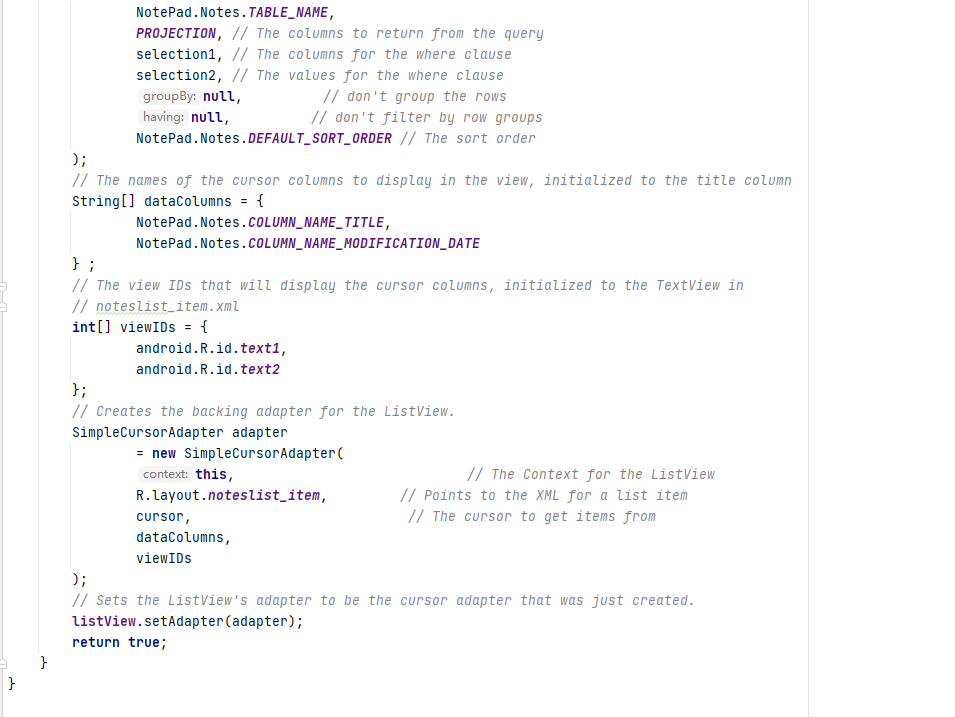 NotePad.Notes.TABLE_NAME,
PROJECTION, // The columns to return from the query
selection1, // The columns for the where clause
selection2, // The values for the where clause
groupBy: null,          // don't group the rows
having: null,          // don't filter by row groups
NotePad.Notes.DEFAULT_SORT_ORDER // The sort order
);
// The names of the cursor columns to display in the view, initialized to the title column
String[] dataColumns = {
NotePad.Notes.COLUMN_NAME_TITLE,
NotePad.Notes.COLUMN_NAME_MODIFICATION_DATE
} ;
// The view IDs that will display the cursor columns, initialized to the TextView in
// noteslist_item.xml
int[] viewIDs = {
android.R.id.text1,
android.R.id.text2
};
// Creates the backing adapter for the ListView.
SimpleCursorAdapter adapter
= new SimpleCursorAdapter(
context: this,                             // The Context for the ListView
R.layout.noteslist_item,         // Points to the XML for a list item
cursor,                           // The cursor to get items from
dataColumns,
viewIDs
);
// Sets the ListView's adapter to be the cursor adapter that was just created.
listView.setAdapter(adapter);
return true;
}
}